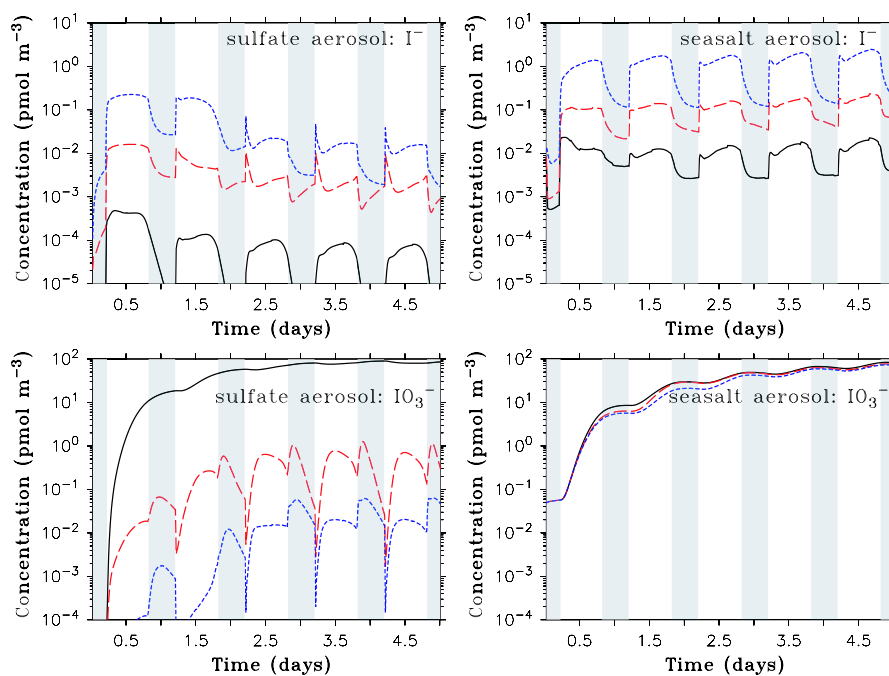 sulfate aerosol: I⁻
Concentration (pmol m⁻³)
10¹
10⁰
10⁻¹
10⁻²
10⁻³
10⁻⁴
10⁻⁵
0.5 1.5 2.5 3.5 4.5
Time (days)
seasalt aerosol: I⁻
Concentration (pmol m⁻³)
10¹
10⁰
10⁻¹
10⁻²
10⁻³
10⁻⁴
10⁻⁵
0.5 1.5 2.5 3.5 4.5
Time (days)
sulfate aerosol: IO₃⁻
Concentration (pmol m⁻³)
10²
10¹
10⁰
10⁻¹
10⁻²
10⁻³
10⁻⁴
0.5 1.5 2.5 3.5 4.5
Time (days)
seasalt aerosol: IO₃⁻
Concentration (pmol m⁻³)
10²
10¹
10⁰
10⁻¹
10⁻²
10⁻³
10⁻⁴
0.5 1.5 2.5 3.5 4.5
Time (days)